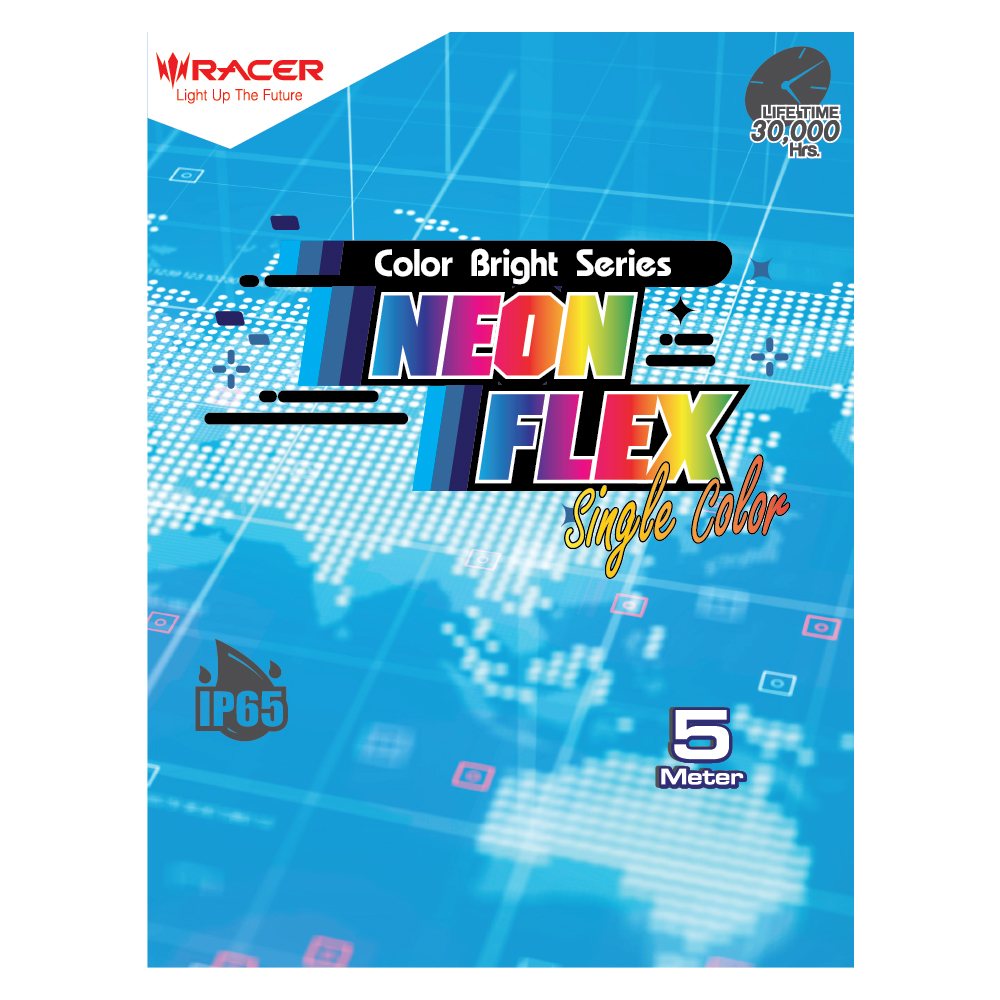 RACER
Light Up The Future
LIFE TIME
30,000
Hrs.
Color Bright Series
NEON
FLEX
Single Color
IP65
5
Meter